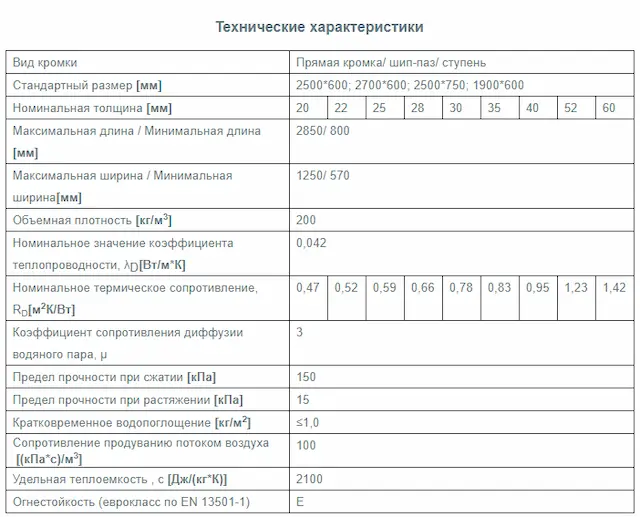 Технические характеристики
Вид кромки Прямая кромка/ шип-паз/ ступень
Стандартный размер [мм] 2500*600; 2700*600; 2500*750; 1900*600
Номинальная толщина [мм] 20 22 25 28 30 35 40 52 60
Максимальная длина / Минимальная длина 2850/ 800
[мм]
Максимальная ширина / Минимальная 1250/ 570
ширина[мм]
Объемная плотность [кг/м³] 200
Номинальное значение коэффициента 0,042
теплопроводности, λD[Вт/м*К]
Номинальное термическое сопротивление, 0,47 0,52 0,59 0,66 0,78 0,83 0,95 1,23 1,42
RD[м²К/Вт]
Коэффициент сопротивления диффузии 3
водяного пара, μ
Предел прочности при сжатии [кПа] 150
Предел прочности при растяжении [кПа] 15
Кратковременное водопоглощение [кг/м²] ≤1,0
Сопротивление продуванию потоком воздуха 100
[(кПа*с)/м³]
Удельная теплоемкость , с [Дж/(кг*К)] 2100
Огнестойкость (еврокласс по EN 13501-1) E